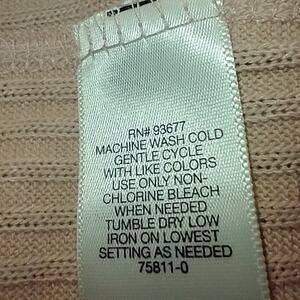 RN# 93677
MACHINE WASH COLD
GENTLE CYCLE
WITH LIKE COLORS
USE ONLY NON-
CHLORINE BLEACH
WHEN NEEDED
TUMBLE DRY LOW
IRON ON LOWEST
SETTING AS NEEDED
75811-0